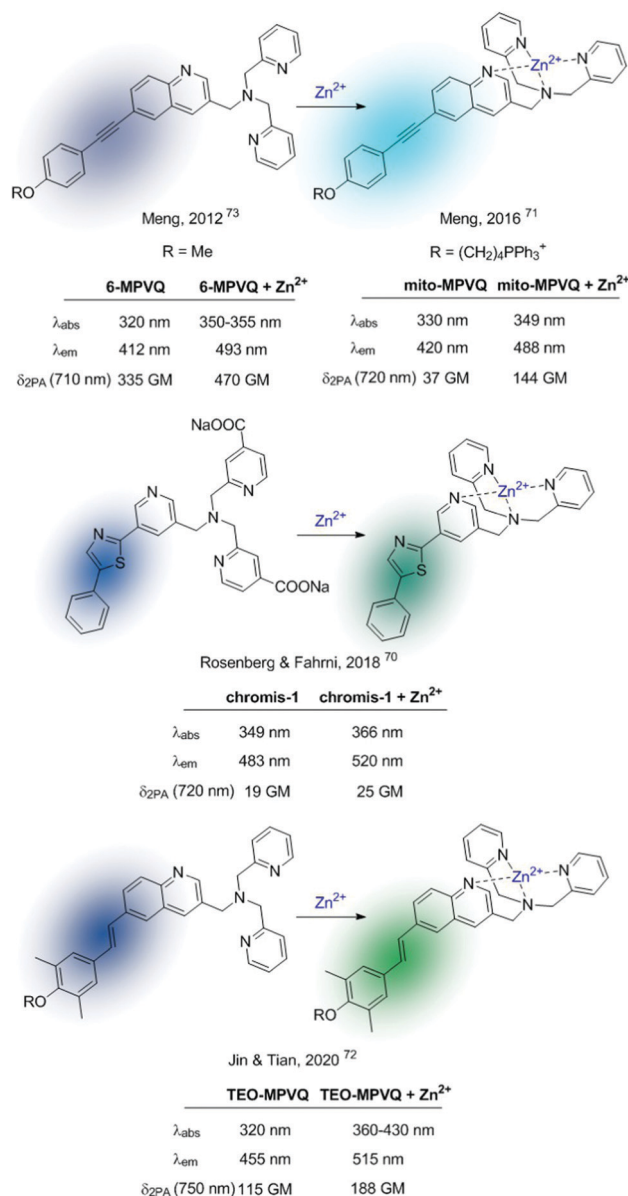 N
N
N
N
Zn²⁺
N
N
N
N
Zn²⁺
RO
RO
Meng, 2012 ⁷³
Meng, 2016 ⁷¹
R = Me
R = (CH₂)₄PPh₃⁺
6-MPVQ 6-MPVQ + Zn²⁺
λabs 320 nm 350-355 nm
λem 412 nm 493 nm
δ2PA (710 nm) 335 GM 470 GM
mito-MPVQ mito-MPVQ + Zn²⁺
λabs 330 nm 349 nm
λem 420 nm 488 nm
δ2PA (720 nm) 37 GM 144 GM
NaOOC
N
N
N
N
N
S
COONa
Zn²⁺
N
N
N
N
N
S
Zn²⁺
Rosenberg & Fahrni, 2018 ⁷⁰
chromis-1 chromis-1 + Zn²⁺
λabs 349 nm 366 nm
λem 483 nm 520 nm
δ2PA (720 nm) 19 GM 25 GM
N
N
N
N
RO
Zn²⁺
N
N
N
N
Zn²⁺
RO
Jin & Tian, 2020 ⁷²
TEO-MPVQ TEO-MPVQ + Zn²⁺
λabs 320 nm 360-430 nm
λem 455 nm 515 nm
δ2PA (750 nm) 115 GM 188 GM